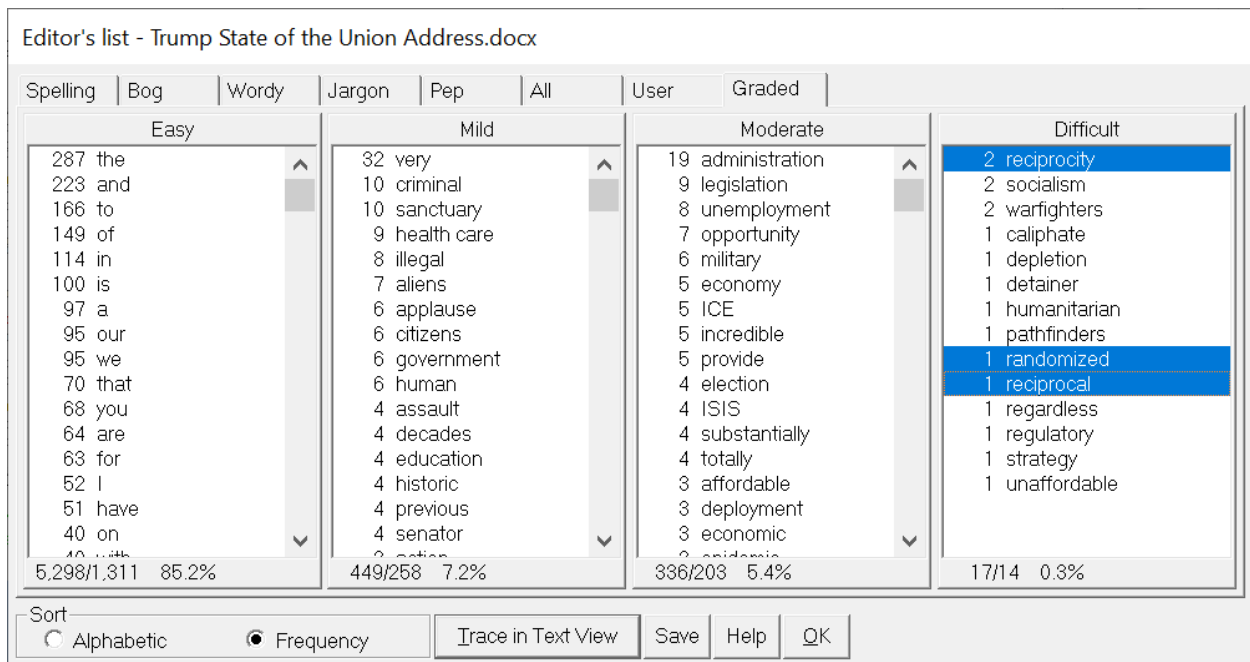 Editor's list - Trump State of the Union Address.docx
Spelling Bog Wordy Jargon Pep All User Graded
Easy
287 the
223 and
166 to
149 of
114 in
100 is
97 a
95 our
95 we
70 that
68 you
64 are
63 for
52 I
51 have
40 on
5,298/1,311 85.2%
Mild
32 very
10 criminal
10 sanctuary
9 health care
8 illegal
7 aliens
6 applause
6 citizens
6 government
6 human
4 assault
4 decades
4 education
4 historic
4 previous
4 senator
449/258 7.2%
Moderate
19 administration
9 legislation
8 unemployment
7 opportunity
6 military
5 economy
5 ICE
5 incredible
5 provide
4 election
4 ISIS
4 substantially
4 totally
3 affordable
3 deployment
3 economic
336/203 5.4%
Difficult
2 reciprocity
2 socialism
2 warfighters
1 caliphate
1 depletion
1 detainer
1 humanitarian
1 pathfinders
1 randomized
1 reciprocal
1 regardless
1 regulatory
1 strategy
1 unaffordable
17/14 0.3%
Sort
Alphabetic Frequency Trace in Text View Save Help OK